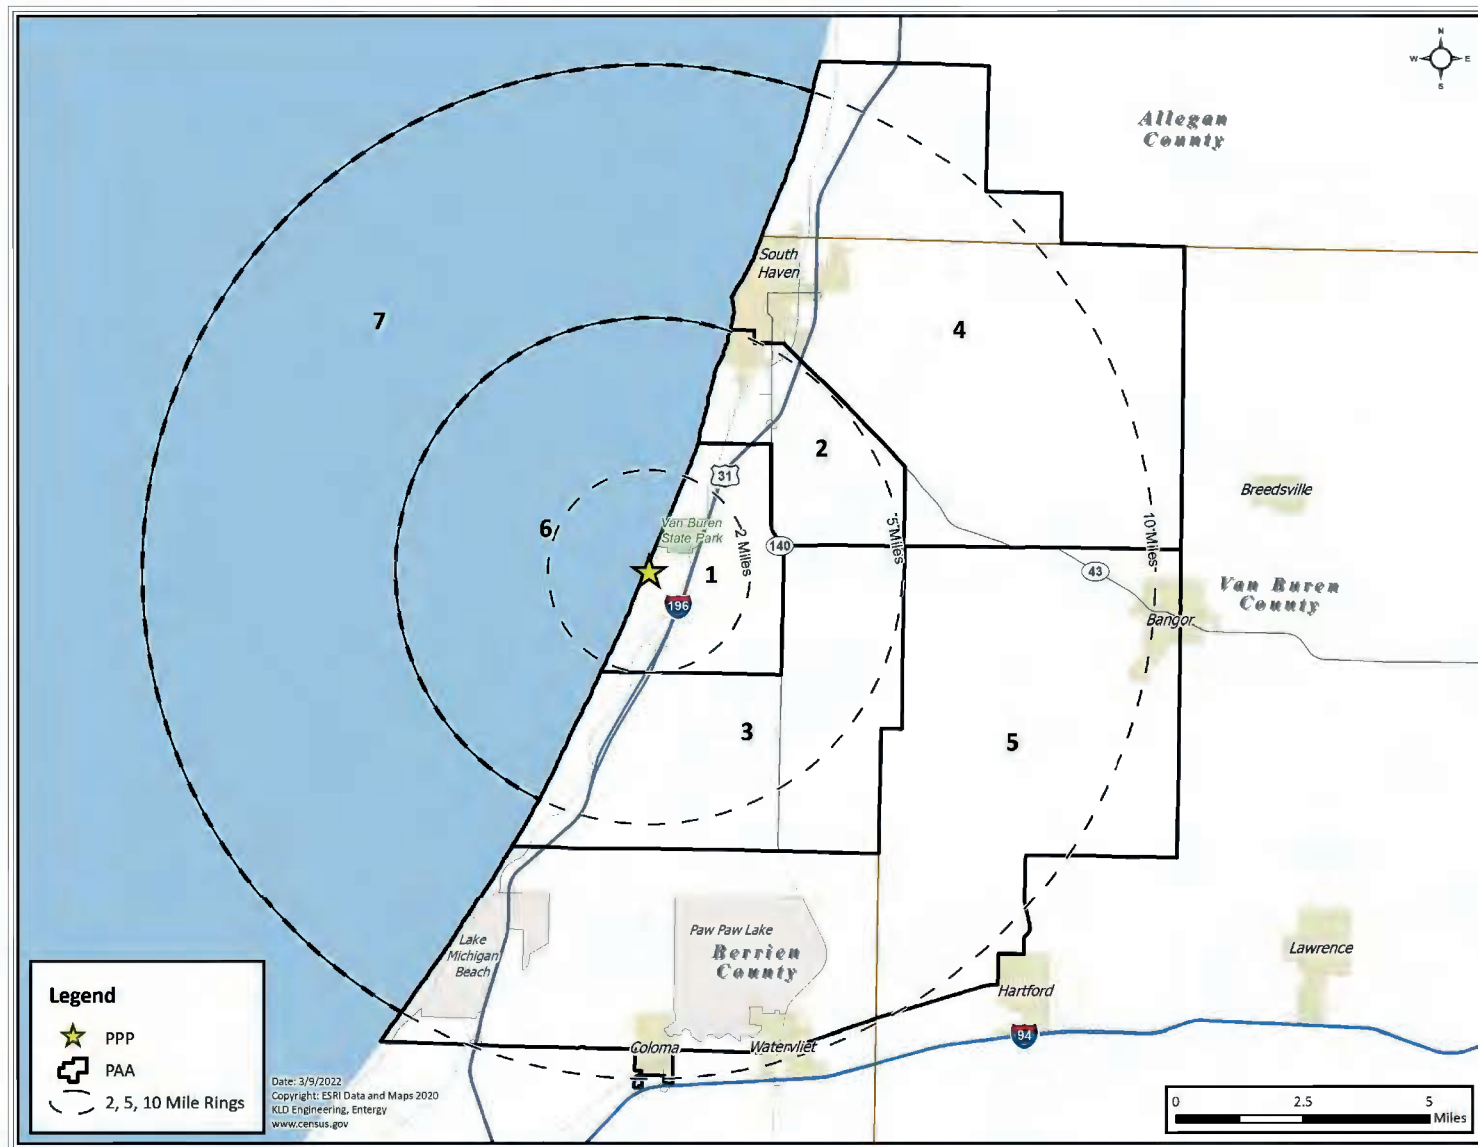 N
W
E
S
Allegan
County
South
Haven
7
4
2
31
Breedsville
6
Van Buren
State Park
2 Miles
5 Miles
10 Miles
140
1
43
196
Van Buren
County
Bangor
3
5
Lake
Michigan
Beach
Paw Paw Lake
Berrien
County
Lawrence
Hartford
94
Coloma
Watervliet
Legend
PPP
PAA
2, 5, 10 Mile Rings
Date: 3/9/2022
Copyright: ESRI Data and Maps 2020
KLD Engineering, Entergy
www.census.gov
0
2.5
5
Miles